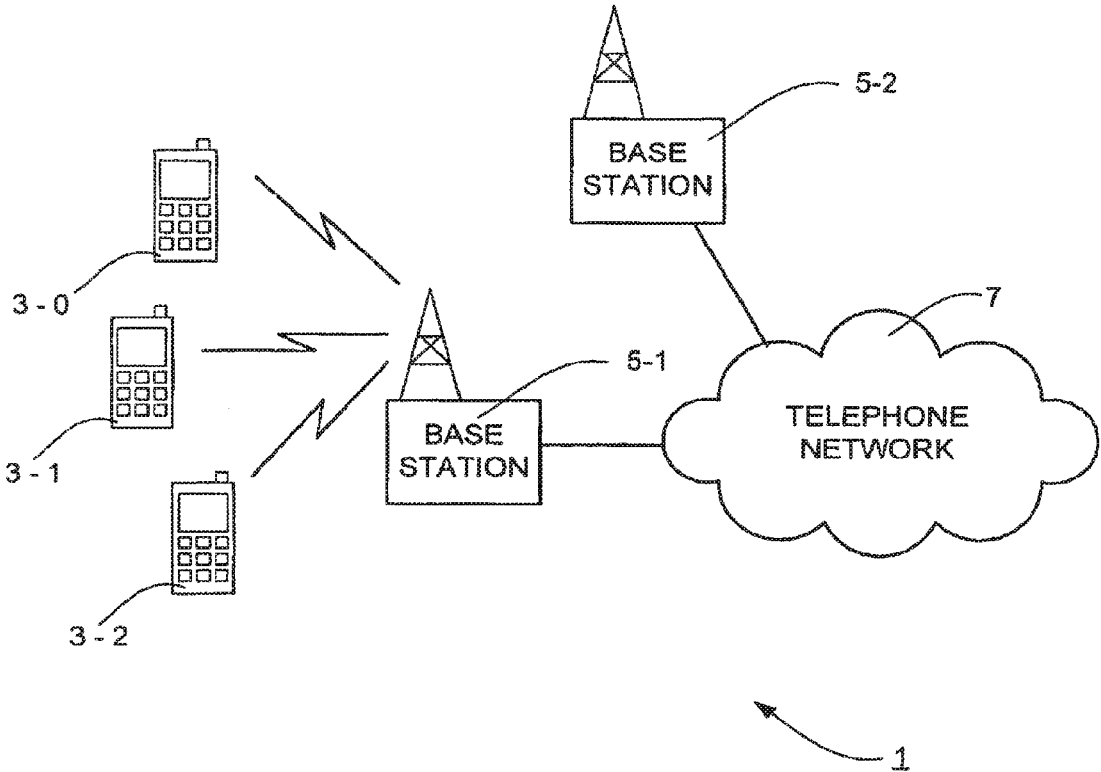 5-2
BASE
STATION
3 - 0
7
5-1
TELEPHONE
NETWORK
BASE
STATION
3 - 1
3 - 2
1